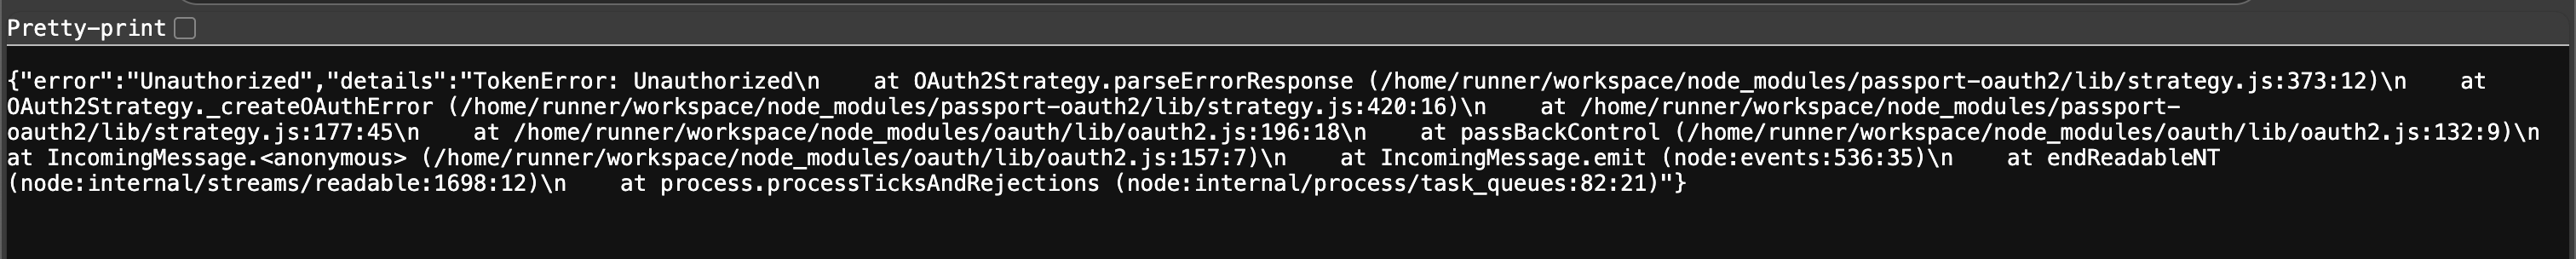 Pretty-print
{"error":"Unauthorized","details":"TokenError: Unauthorized\n    at OAuth2Strategy.parseErrorResponse (/home/runner/workspace/node_modules/passport-oauth2/lib/strategy.js:373:12)\n    at
OAuth2Strategy._createOAuthError (/home/runner/workspace/node_modules/passport-oauth2/lib/strategy.js:420:16)\n    at /home/runner/workspace/node_modules/passport-
oauth2/lib/strategy.js:177:45\n    at /home/runner/workspace/node_modules/oauth/lib/oauth2.js:196:18\n    at passBackControl (/home/runner/workspace/node_modules/oauth/lib/oauth2.js:132:9)\n
at IncomingMessage.<anonymous> (/home/runner/workspace/node_modules/oauth/lib/oauth2.js:157:7)\n    at IncomingMessage.emit (node:events:536:35)\n    at endReadableNT
(node:internal/streams/readable:1698:12)\n    at process.processTicksAndRejections (node:internal/process/task_queues:82:21)"}